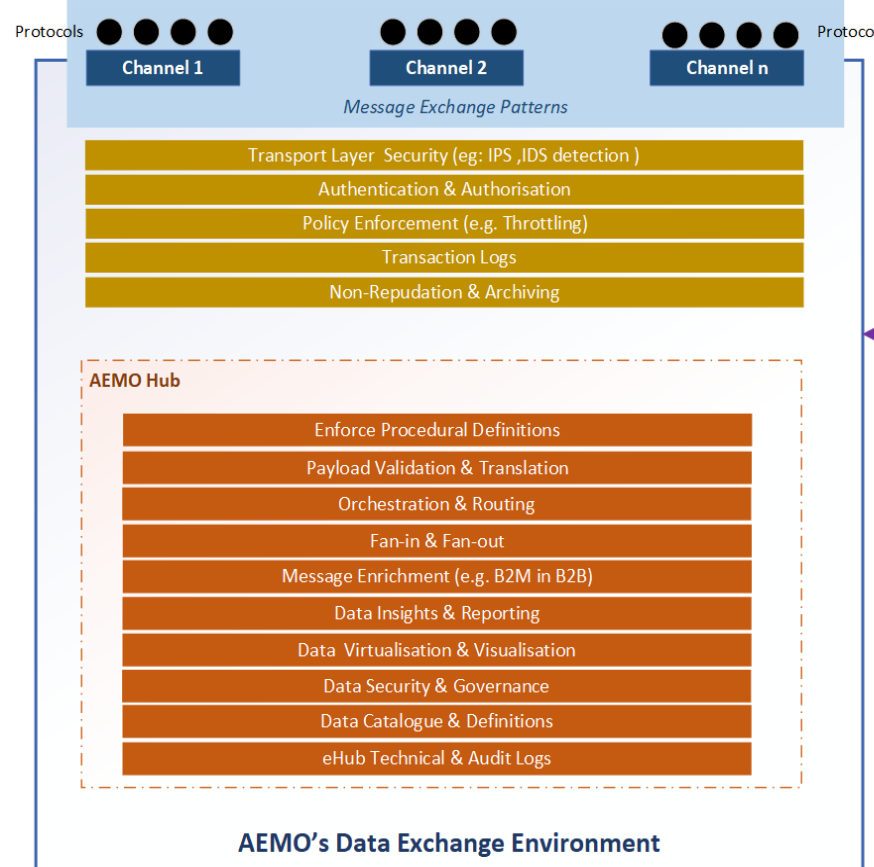 Protocols
Protoco
Channel 1
Channel 2
Channel n
Message Exchange Patterns
Transport Layer Security (eg: IPS ,IDS detection )
Authentication & Authorisation
Policy Enforcement (e.g. Throttling)
Transaction Logs
Non-Repudation & Archiving
AEMO Hub
Enforce Procedural Definitions
Payload Validation & Translation
Orchestration & Routing
Fan-in & Fan-out
Message Enrichment (e.g. B2M in B2B)
Data Insights & Reporting
Data Virtualisation & Visualisation
Data Security & Governance
Data Catalogue & Definitions
eHub Technical & Audit Logs
AEMO’s Data Exchange Environment